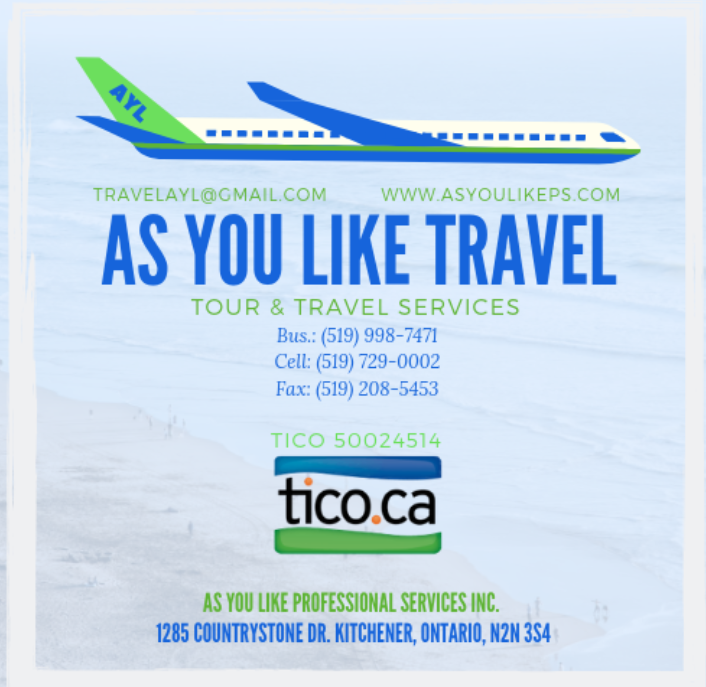 AYL
TRAVELAYL@GMAIL.COM WWW.ASYOULIKEPS.COM
AS YOU LIKE TRAVEL
TOUR & TRAVEL SERVICES
Bus.: (519) 998-7471
Cell: (519) 729-0002
Fax: (519) 208-5453
TICO 50024514
tico.ca
AS YOU LIKE PROFESSIONAL SERVICES INC.
1285 COUNTRYSTONE DR. KITCHENER, ONTARIO, N2N 3S4